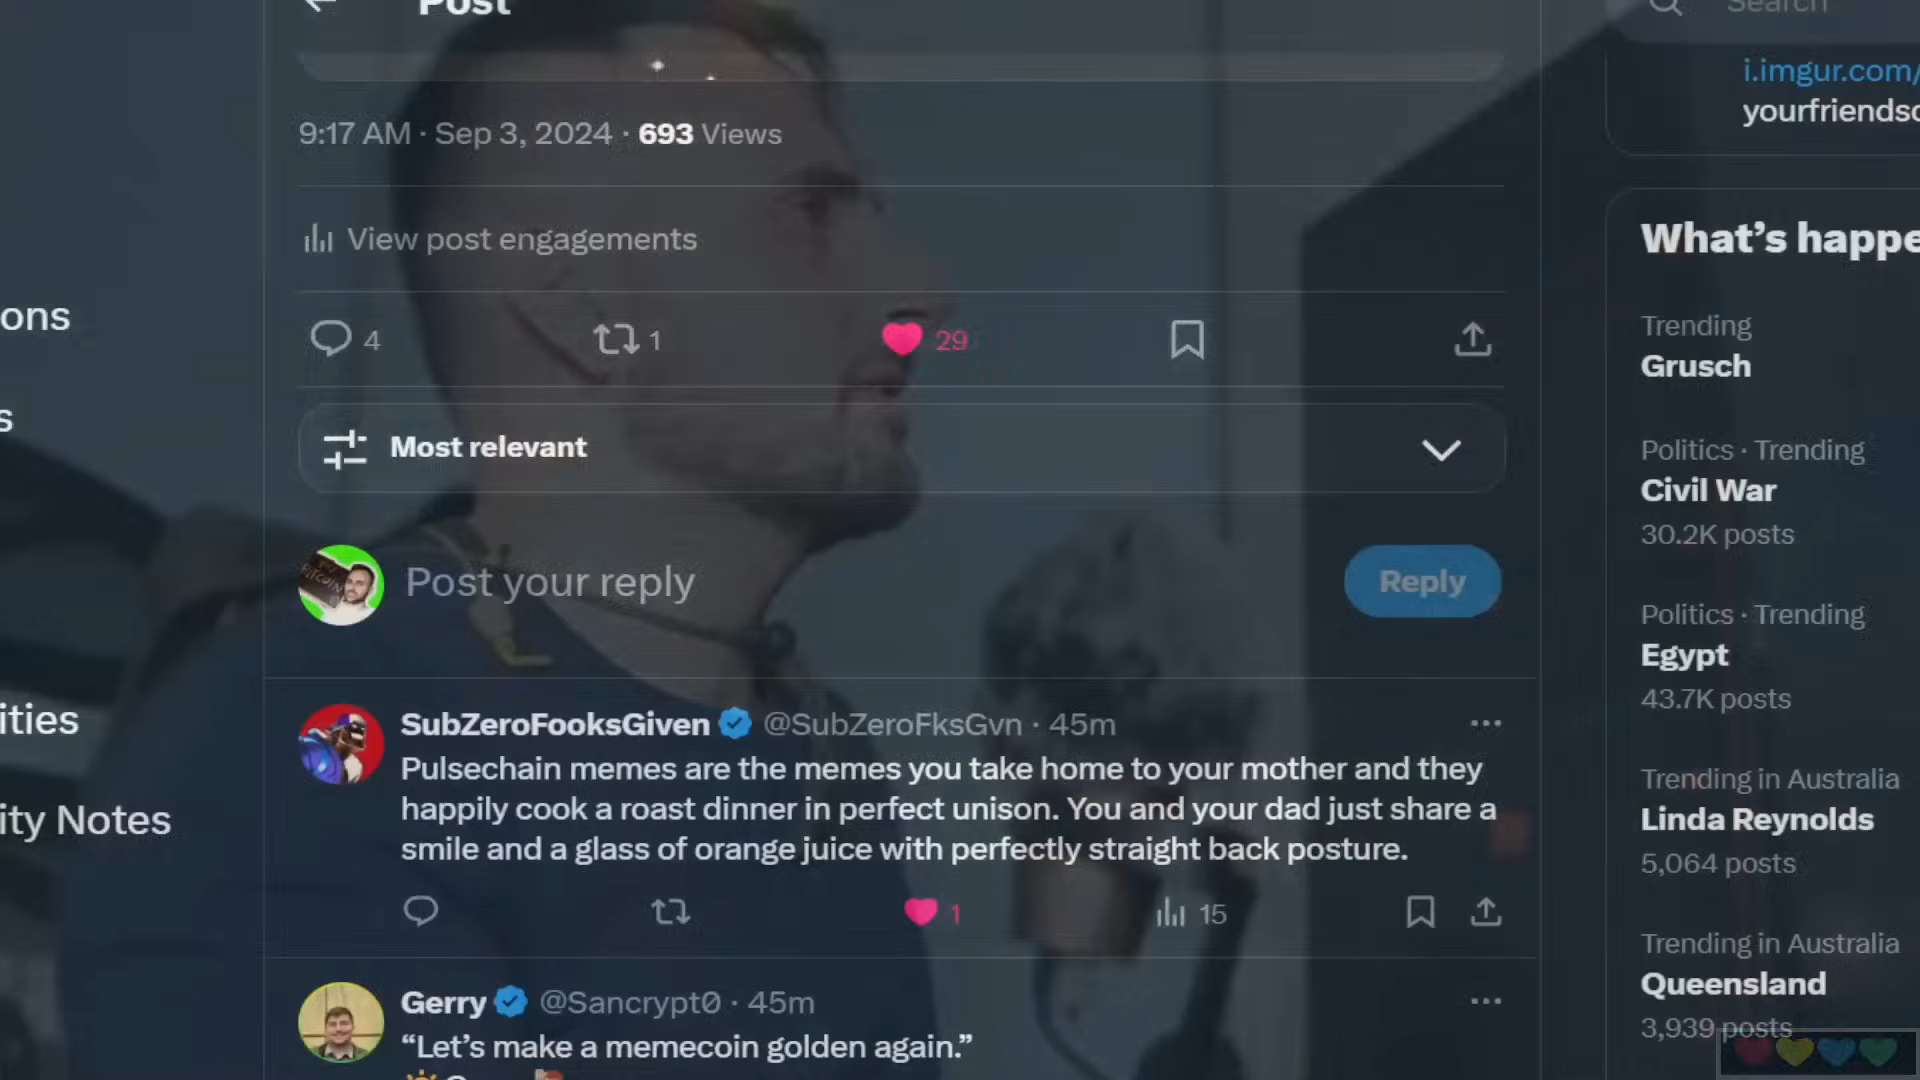 Post
Search
i.imgur.com/
9:17 AM · Sep 3, 2024 · 693 Views
View post engagements
What's happe
ons
Trending
4
1
29
Grusch
s
Most relevant
Politics · Trending
Civil War
30.2K posts
Post your reply
Reply
Politics · Trending
Egypt
43.7K posts
ities
SubZeroFooksGiven @SubZeroFksGvn · 45m
Pulsechain memes are the memes you take home to your mother and they
happily cook a roast dinner in perfect unison. You and your dad just share a
smile and a glass of orange juice with perfectly straight back posture.
Trending in Australia
Linda Reynolds
5,064 posts
ity Notes
1
15
Trending in Australia
Queensland
3,939 posts
Gerry @Sancrypt0 · 45m
“Let's make a memecoin golden again.”